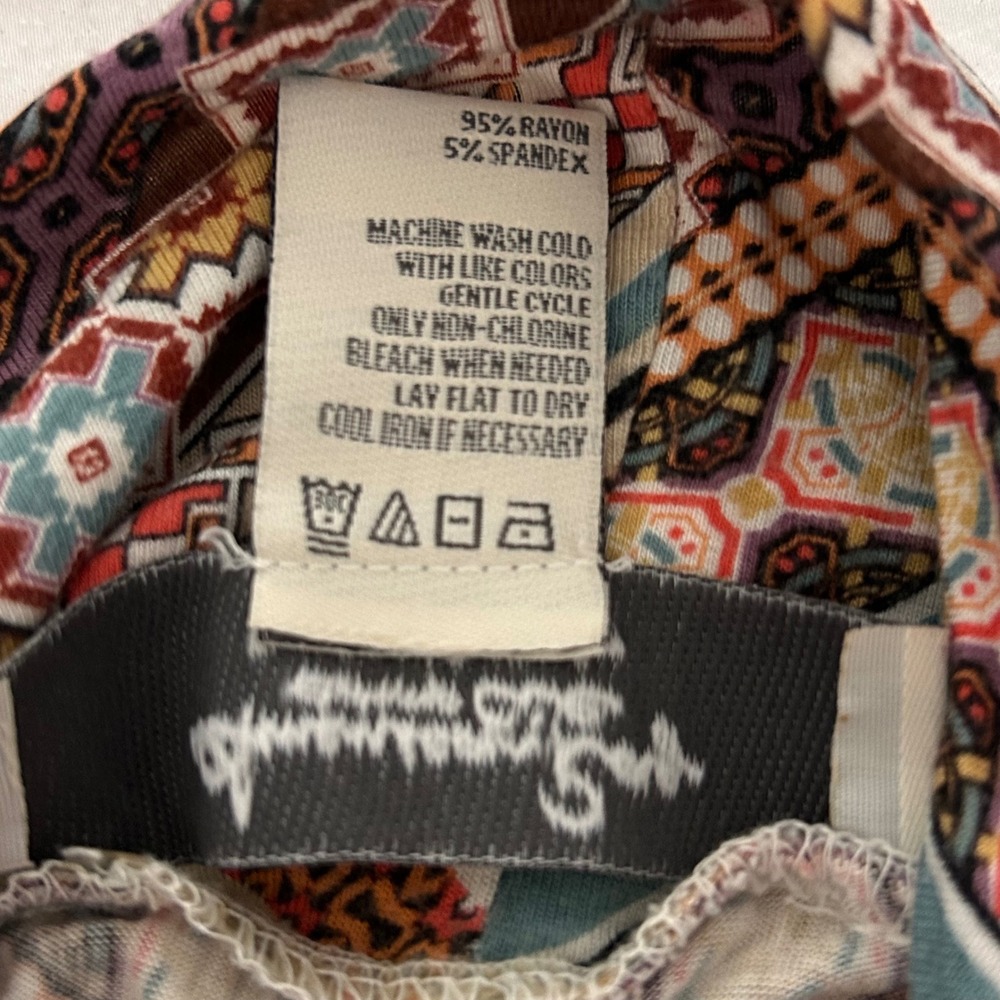 95% RAYON
5% SPANDEX
MACHINE WASH COLD
WITH LIKE COLORS
GENTLE CYCLE
ONLY NON-CHLORINE
BLEACH WHEN NEEDED
LAY FLAT TO DRY
COOL IRON IF NECESSARY
30C